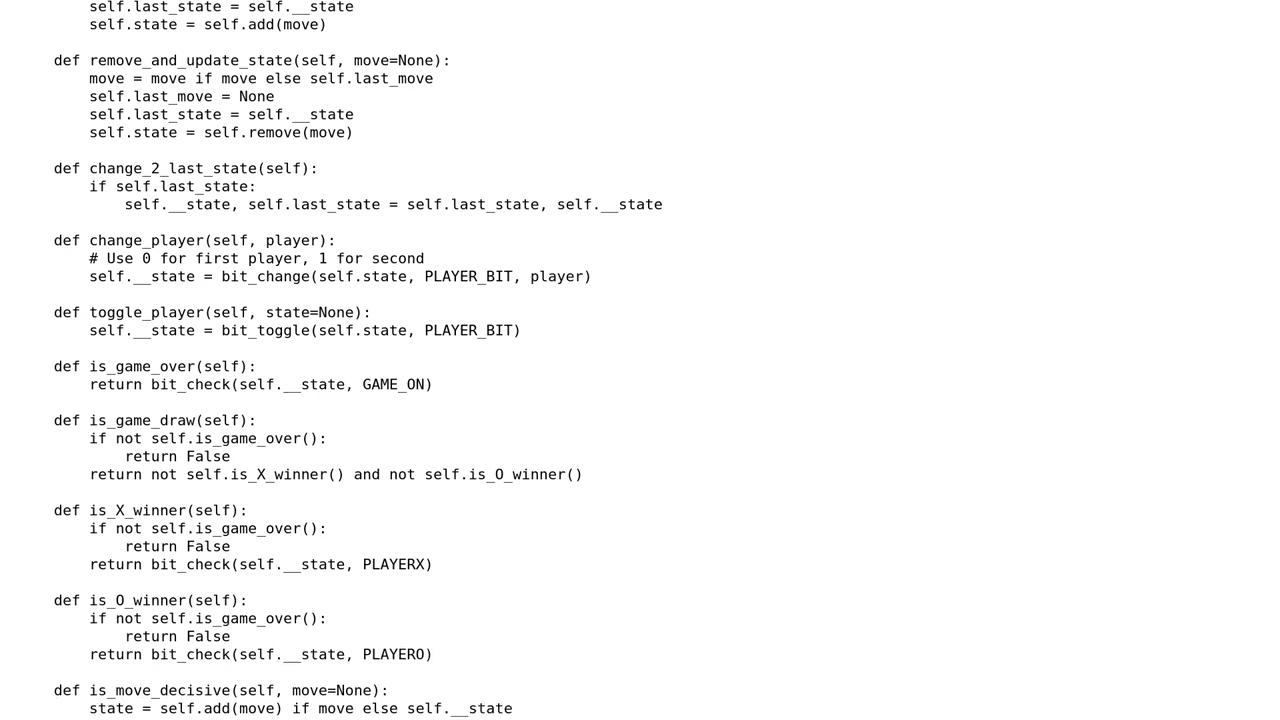 self.last_state = self.__state
self.state = self.add(move)
def remove_and_update_state(self, move=None):
move = move if move else self.last_move
self.last_move = None
self.last_state = self.__state
self.state = self.remove(move)
def change_2_last_state(self):
if self.last_state:
self.__state, self.last_state = self.last_state, self.__state
def change_player(self, player):
# Use 0 for first player, 1 for second
self.__state = bit_change(self.state, PLAYER_BIT, player)
def toggle_player(self, state=None):
self.__state = bit_toggle(self.state, PLAYER_BIT)
def is_game_over(self):
return bit_check(self.__state, GAME_ON)
def is_game_draw(self):
if not self.is_game_over():
return False
return not self.is_X_winner() and not self.is_O_winner()
def is_X_winner(self):
if not self.is_game_over():
return False
return bit_check(self.__state, PLAYERX)
def is_O_winner(self):
if not self.is_game_over():
return False
return bit_check(self.__state, PLAYERO)
def is_move_decisive(self, move=None):
state = self.add(move) if move else self.__state